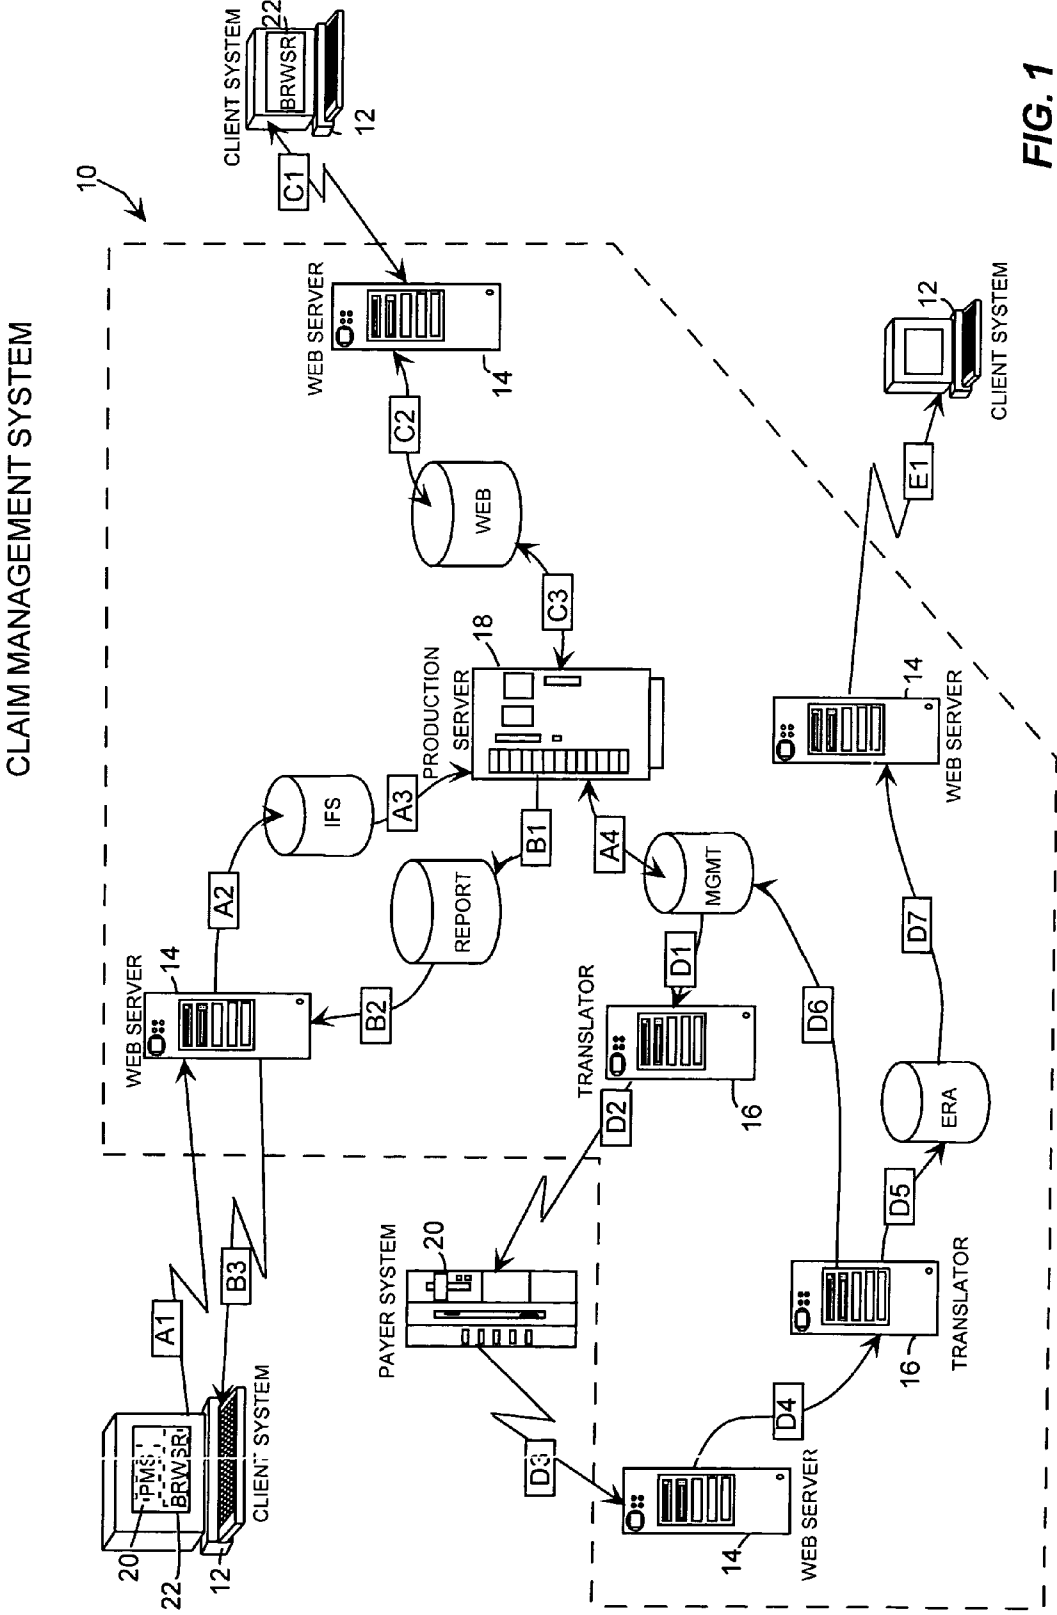 CLAIM MANAGEMENT SYSTEM
10
20
PMS
BRWSR
22
12
CLIENT SYSTEM
A1
B3
WEB SERVER
14
A2
IFS
A3
B2
REPORT
B1
PRODUCTION
SERVER
18
C3
WEB
C2
WEB SERVER
14
C1
CLIENT SYSTEM
BRWSR
22
12
PAYER SYSTEM
20
D2
TRANSLATOR
16
D1
MGMT
A4
D3
WEB SERVER
14
D4
TRANSLATOR
16
D5
D6
ERA
D7
WEB SERVER
14
E1
CLIENT SYSTEM
12
FIG. 1